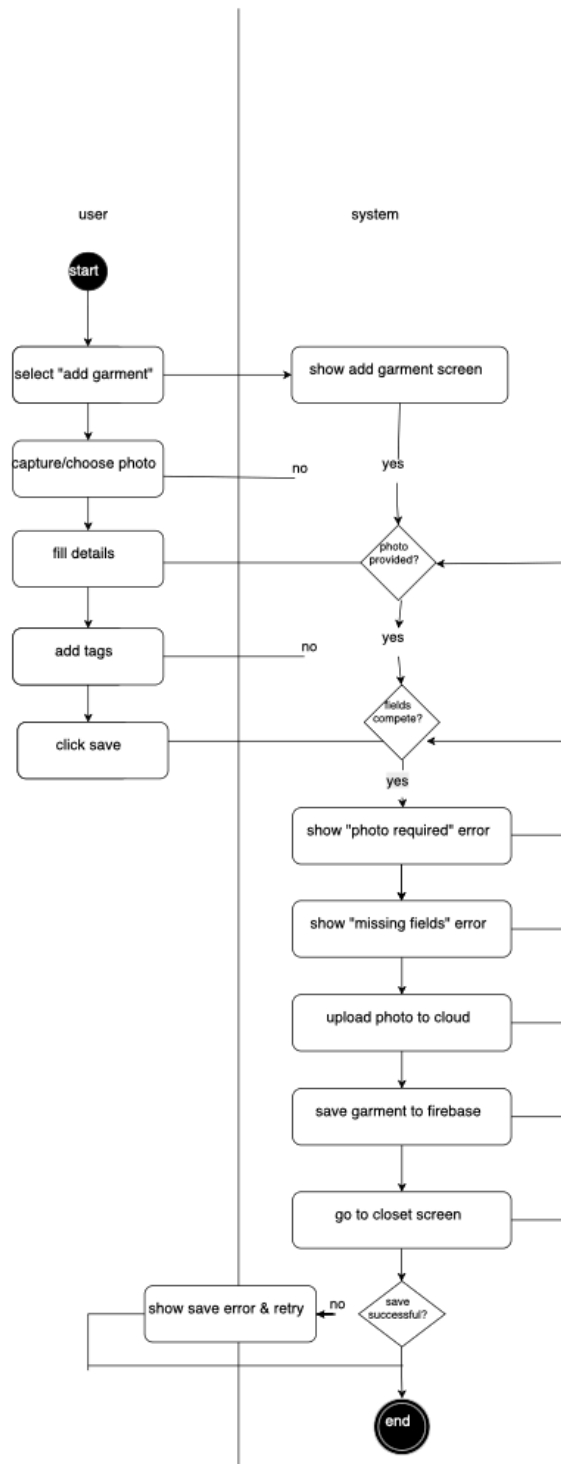 user
system
start
select "add garment"
show add garment screen
capture/choose photo
no
yes
fill details
photo
provided?
yes
add tags
no
fields
compete?
click save
yes
show "photo required" error
show "missing fields" error
upload photo to cloud
save garment to firebase
go to closet screen
show save error & retry
no
save
successful?
end